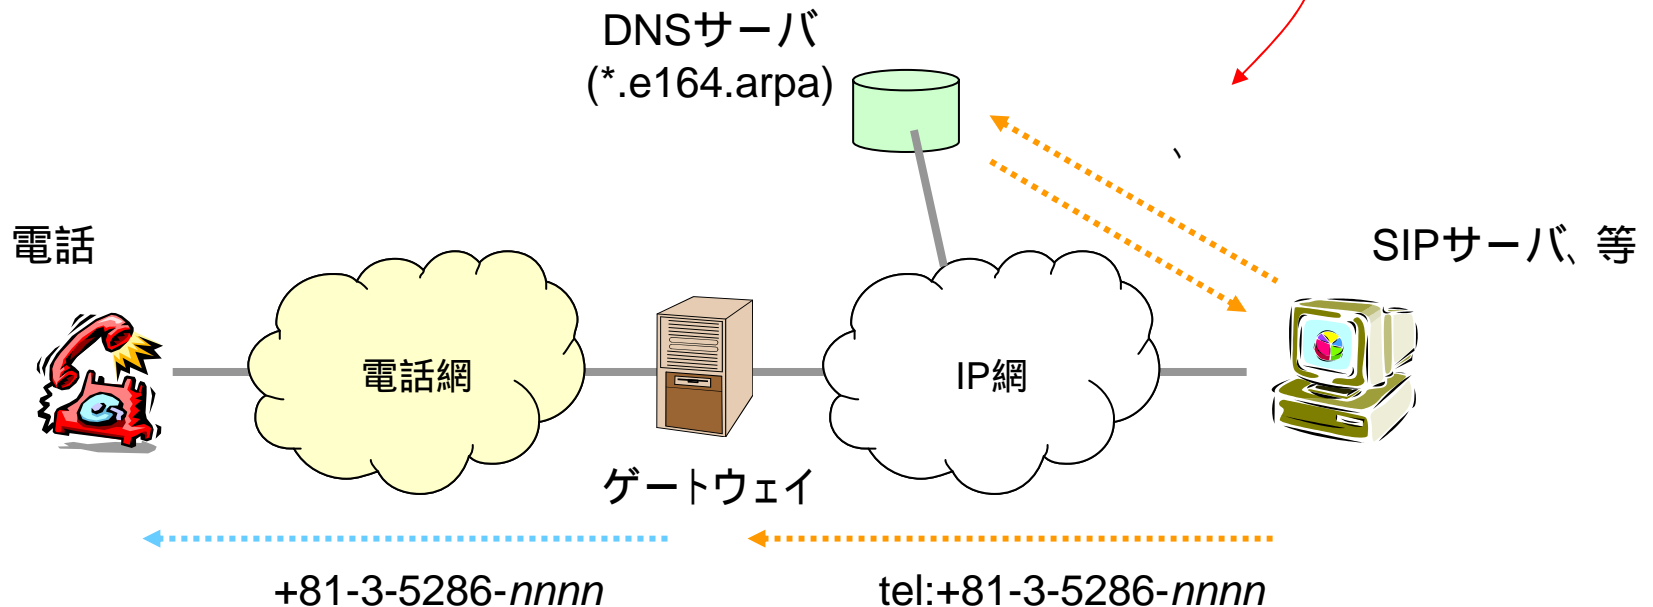 DNSサーバ
(*.e164.arpa)
、
電話
SIPサーバ、等
電話網
IP網
ゲートウェイ
+81-3-5286-nnnn
tel:+81-3-5286-nnnn